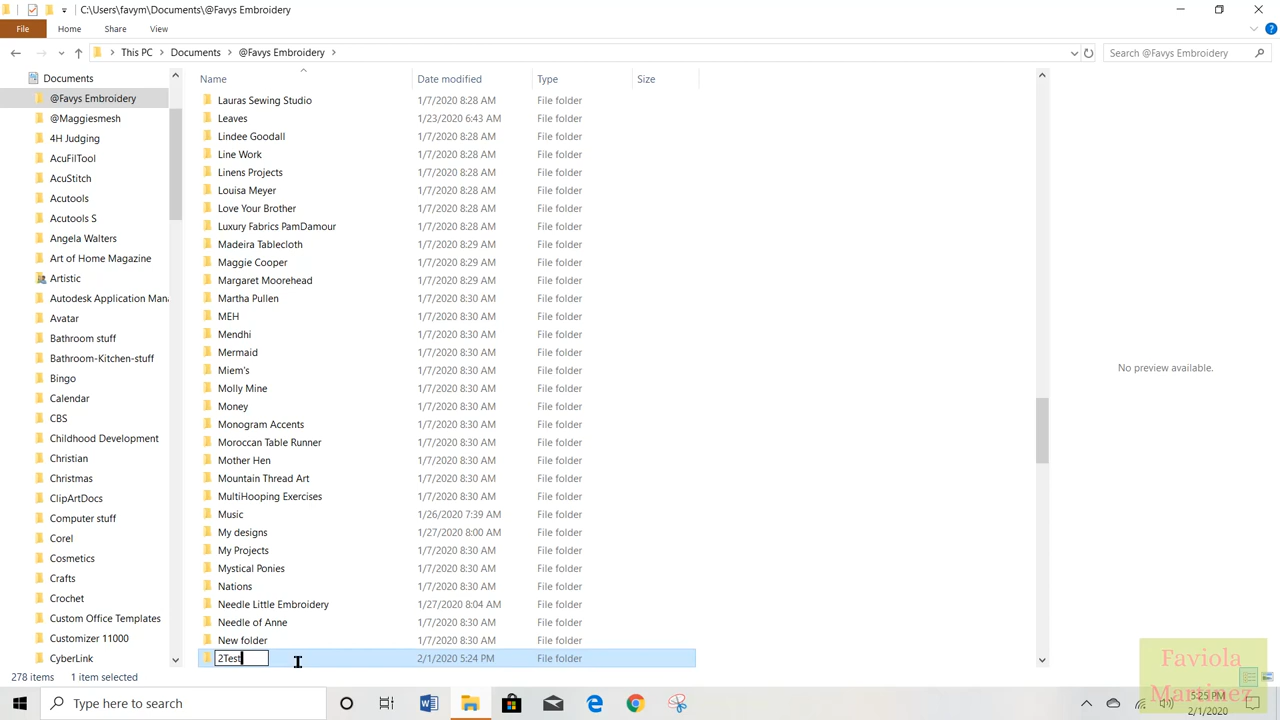 C:\Users\favym\Documents\@Favys Embroidery
File Home Share View
This PC Documents @Favys Embroidery
Search @Favys Embroidery
Name Date modified Type Size
Documents
@Favys Embroidery
@Maggiesmesh
4H Judging
AcuFilTool
AcuStitch
Acutools
Acutools S
Angela Walters
Art of Home Magazine
Artistic
Autodesk Application Man
Avatar
Bathroom stuff
Bathroom-Kitchen-stuff
Bingo
Calendar
CBS
Childhood Development
Christian
Christmas
ClipArtDocs
Computer stuff
Corel
Cosmetics
Crafts
Crochet
Custom Office Templates
Customizer 11000
CyberLink
Lauras Sewing Studio 1/7/2020 8:28 AM File folder
Leaves 1/23/2020 6:43 AM File folder
Lindee Goodall 1/7/2020 8:28 AM File folder
Line Work 1/7/2020 8:28 AM File folder
Linens Projects 1/7/2020 8:28 AM File folder
Louisa Meyer 1/7/2020 8:28 AM File folder
Love Your Brother 1/7/2020 8:28 AM File folder
Luxury Fabrics PamDamour 1/7/2020 8:28 AM File folder
Madeira Tablecloth 1/7/2020 8:29 AM File folder
Maggie Cooper 1/7/2020 8:29 AM File folder
Margaret Moorehead 1/7/2020 8:29 AM File folder
Martha Pullen 1/7/2020 8:30 AM File folder
MEH 1/7/2020 8:30 AM File folder
Mendhi 1/7/2020 8:30 AM File folder
Mermaid 1/7/2020 8:30 AM File folder
Miem's 1/7/2020 8:30 AM File folder
Molly Mine 1/7/2020 8:30 AM File folder
Money 1/7/2020 8:30 AM File folder
Monogram Accents 1/7/2020 8:30 AM File folder
Moroccan Table Runner 1/7/2020 8:30 AM File folder
Mother Hen 1/7/2020 8:30 AM File folder
Mountain Thread Art 1/7/2020 8:30 AM File folder
MultiHooping Exercises 1/7/2020 8:30 AM File folder
Music 1/26/2020 7:39 AM File folder
My designs 1/27/2020 8:00 AM File folder
My Projects 1/7/2020 8:30 AM File folder
Mystical Ponies 1/7/2020 8:30 AM File folder
Nations 1/7/2020 8:30 AM File folder
Needle Little Embroidery 1/27/2020 8:04 AM File folder
Needle of Anne 1/7/2020 8:30 AM File folder
New folder 1/7/2020 8:30 AM File folder
2Test 2/1/2020 5:24 PM File folder
No preview available.
278 items 1 item selected
Faviola
Martinez
Type here to search
5:25 PM
2/1/2020